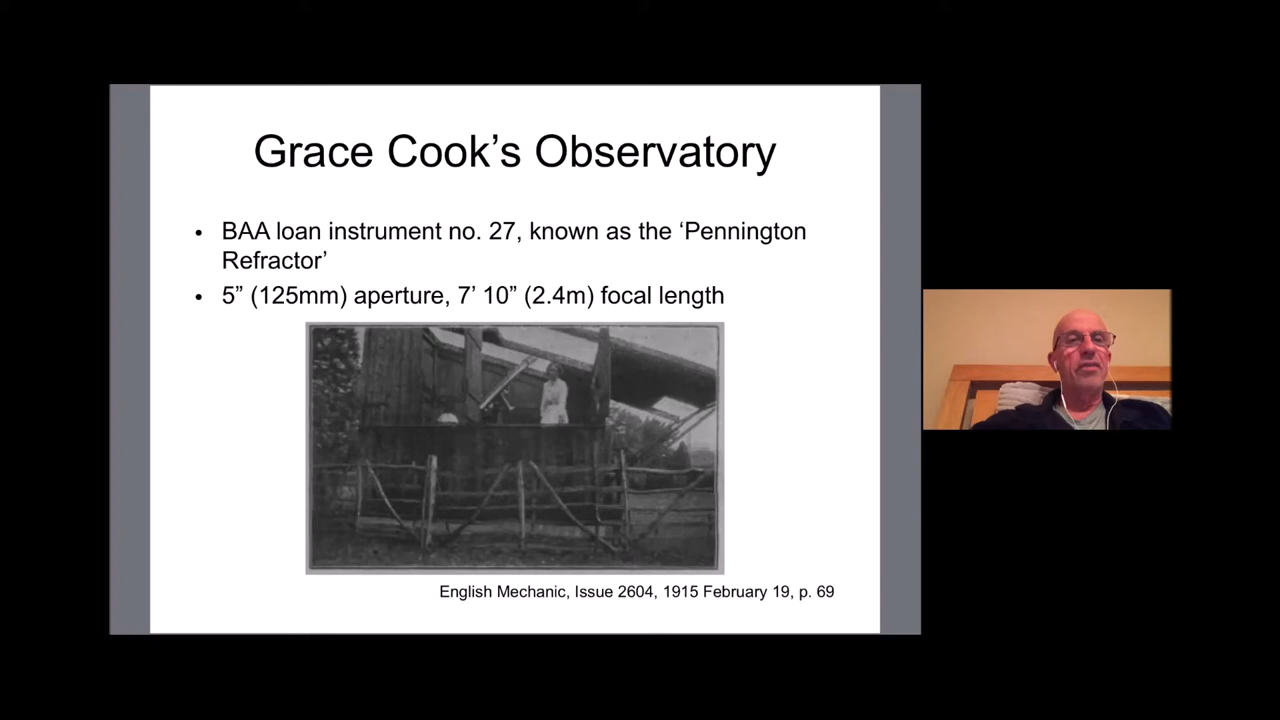 Grace Cook’s Observatory
• BAA loan instrument no. 27, known as the ‘Pennington
Refractor’
• 5” (125mm) aperture, 7’ 10” (2.4m) focal length
English Mechanic, Issue 2604, 1915 February 19, p. 69